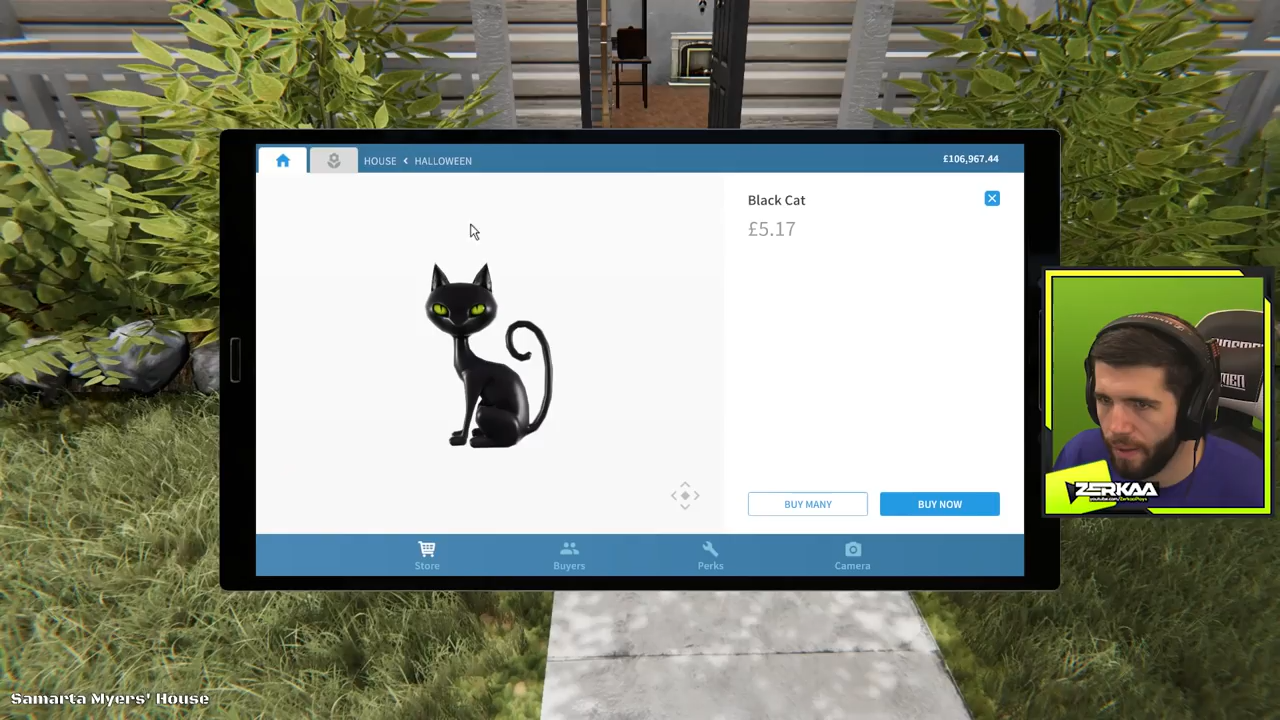 HOUSE < HALLOWEEN
£106,967.44
Black Cat
£5.17
BUY MANY
BUY NOW
Store
Buyers
Perks
Camera
ZERKAA
Samarta Myers' House